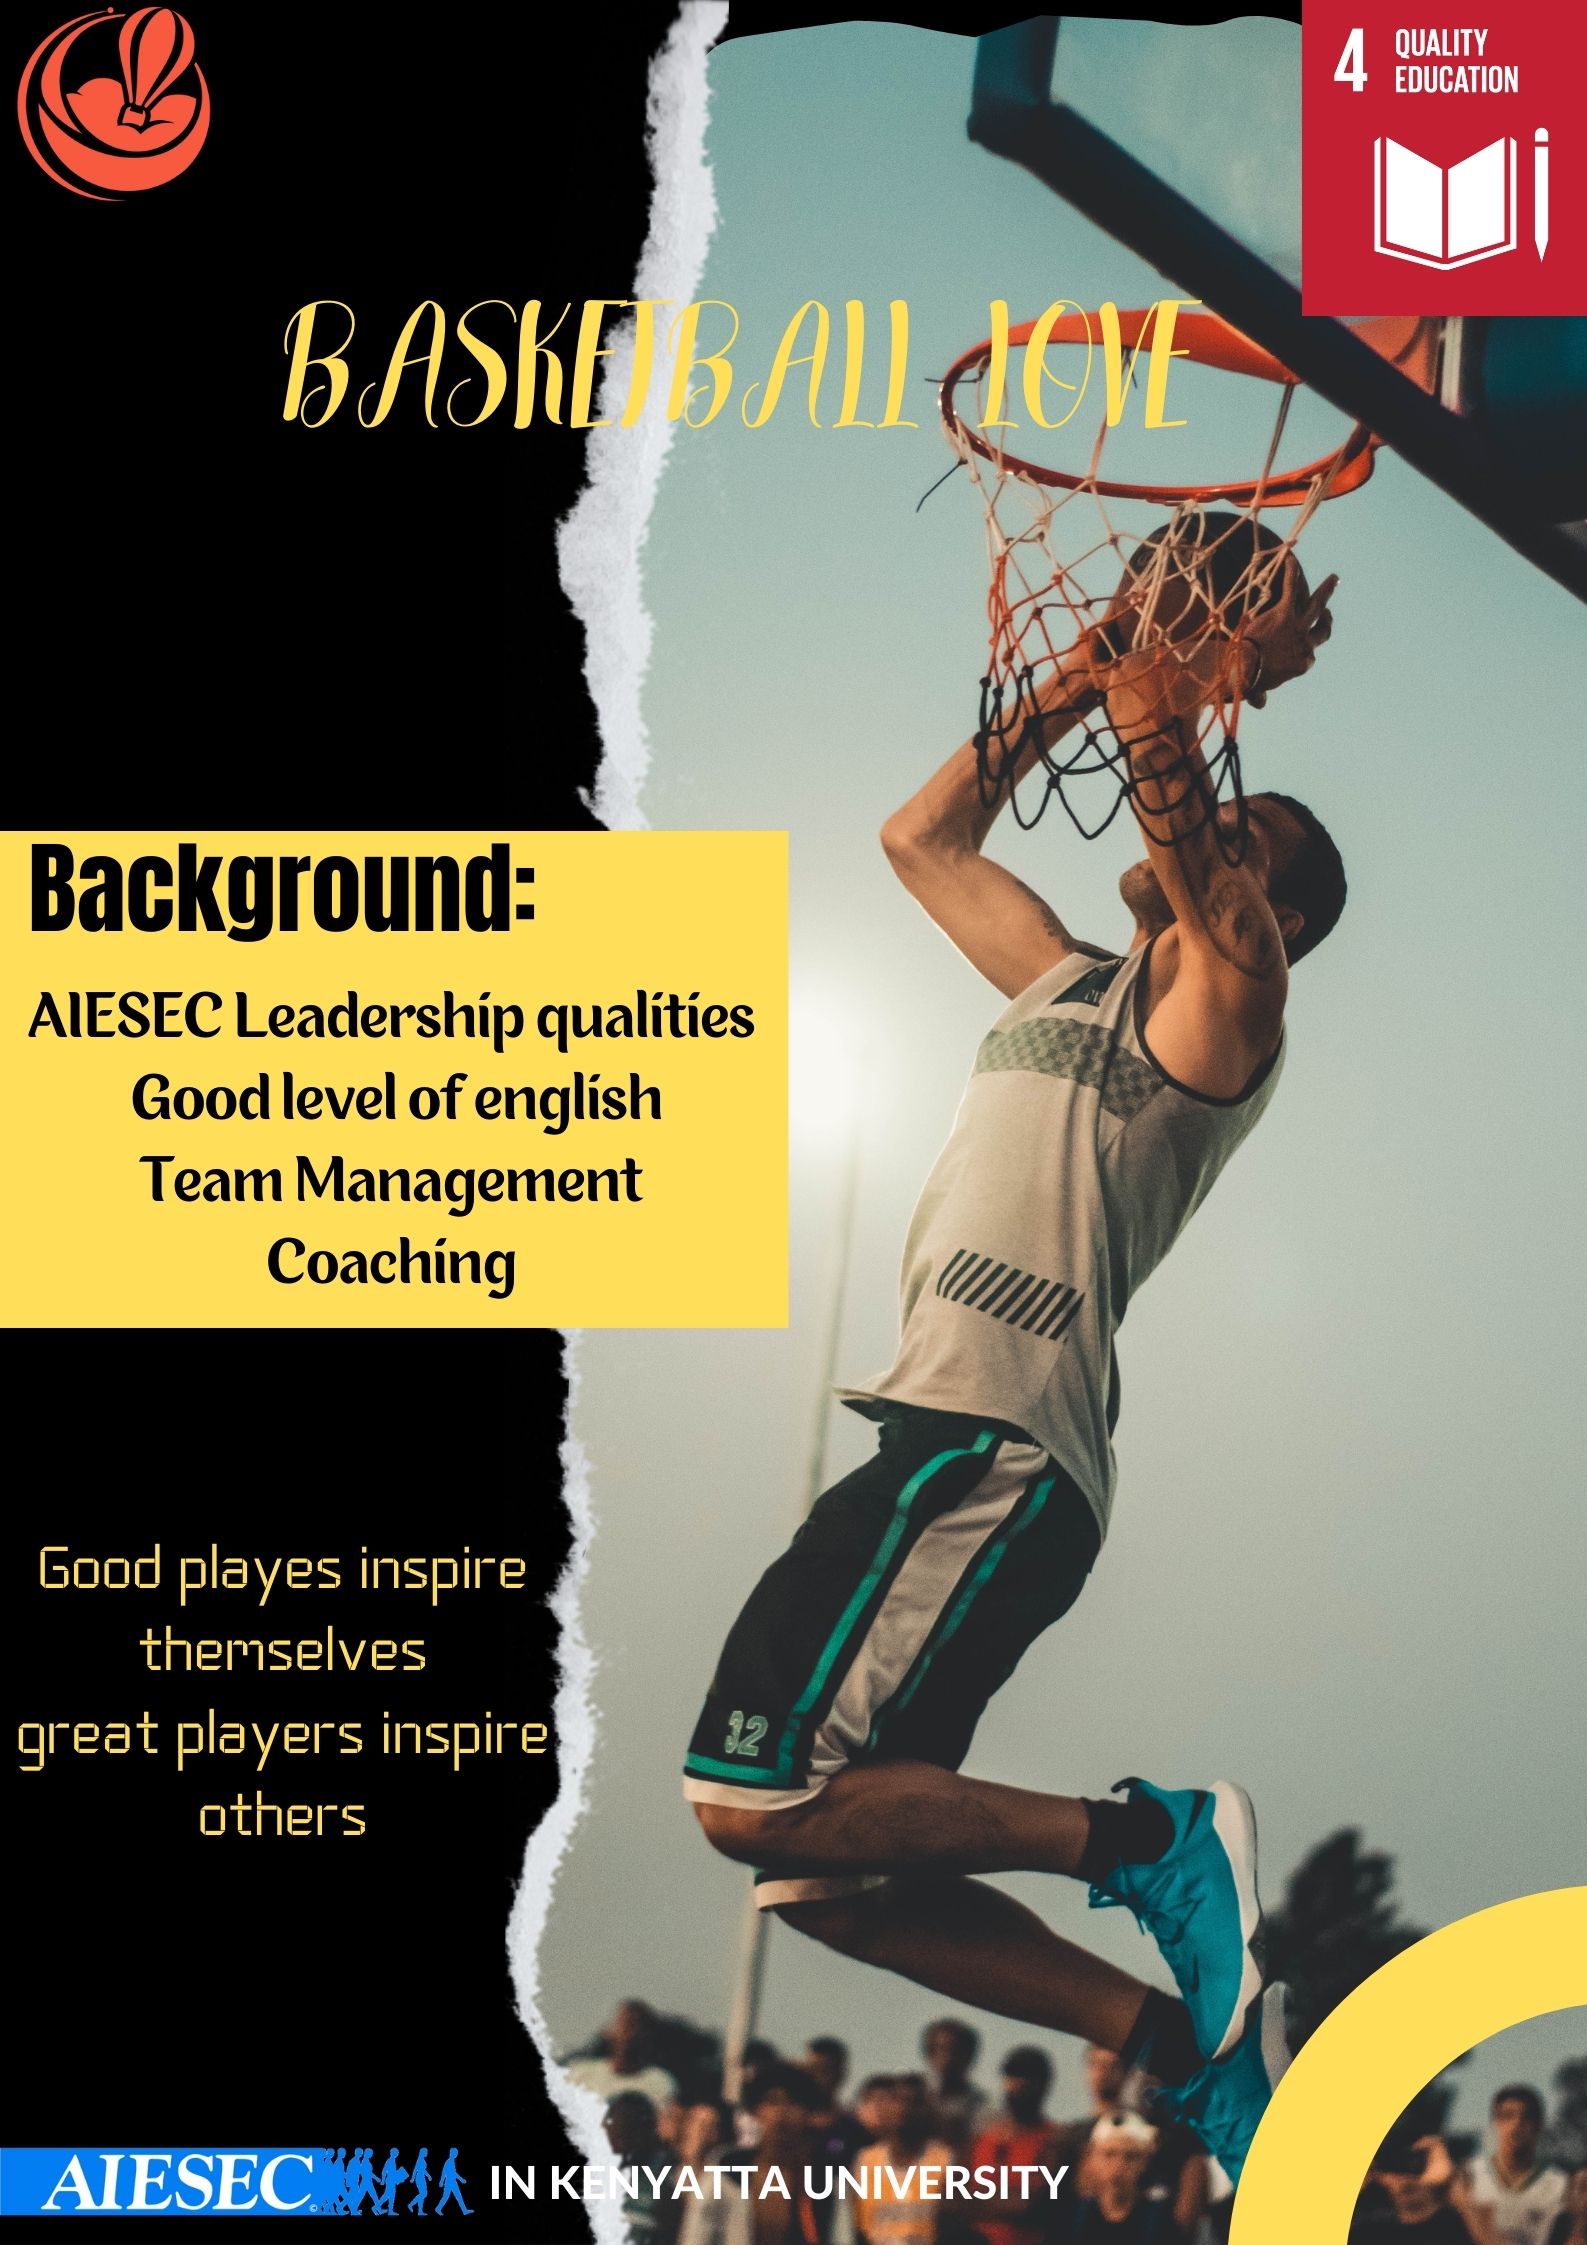 4 QUALITY
EDUCATION
BASKETBALL LOVE
Background:
AIESEC Leadership qualities
Good level of english
Team Management
Coaching
Good playes inspire
themselves
great players inspire
others
32
AIESEC IN KENYATTA UNIVERSITY